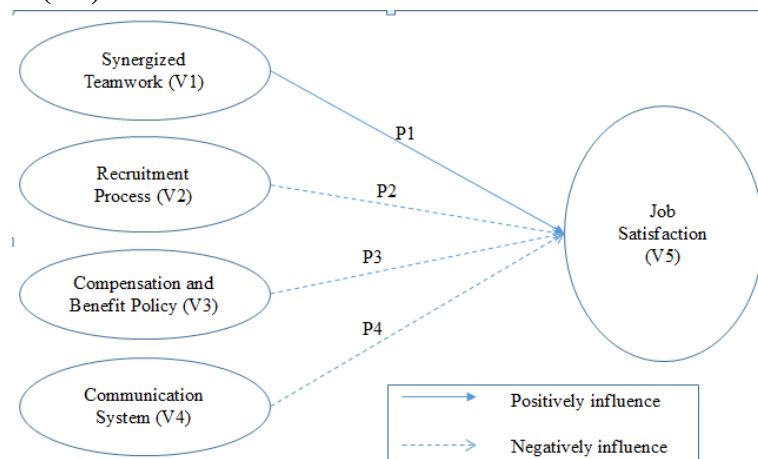 Synergized
Teamwork (V1)
P1
Recruitment
Process (V2)
P2
Job
Satisfaction
(V5)
P3
Compensation and
Benefit Policy (V3)
P4
Communication
System (V4)
Positively influence
Negatively influence